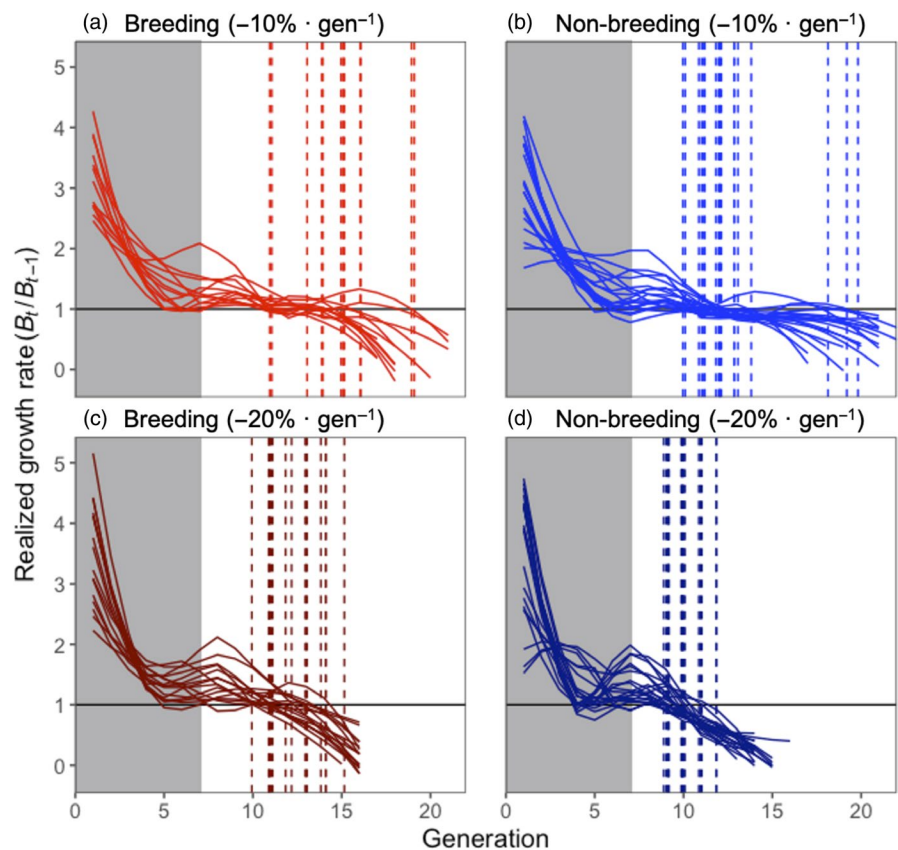 (a) Breeding (−10% · gen⁻¹)
(b) Non-breeding (−10% · gen⁻¹)
5
4
3
2
1
0
(c) Breeding (−20% · gen⁻¹)
(d) Non-breeding (−20% · gen⁻¹)
5
4
3
2
1
0
Realized growth rate (Bₜ/Bₜ₋₁)
0 5 10 15 20
0 5 10 15 20
Generation